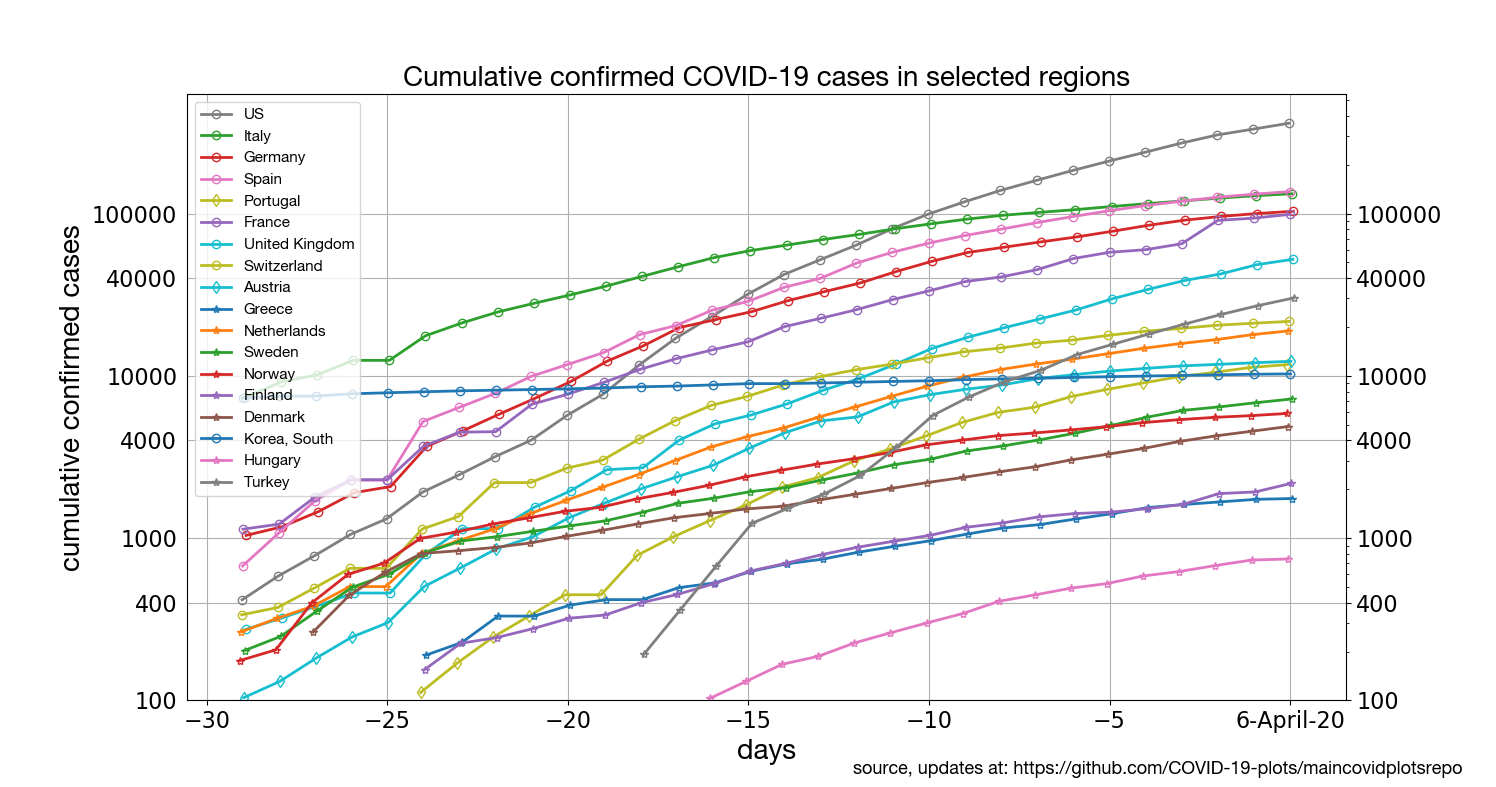 Cumulative confirmed COVID-19 cases in selected regions
US
Italy
Germany
Spain
Portugal
France
United Kingdom
Switzerland
Austria
Greece
Netherlands
Sweden
Norway
Finland
Denmark
Korea, South
Hungary
Turkey
cumulative confirmed cases
100000
40000
10000
4000
1000
400
100
100000
40000
10000
4000
1000
400
100
−30
−25
−20
−15
−10
−5
6-April-20
days
source, updates at: https://github.com/COVID-19-plots/maincovidplotsrepo